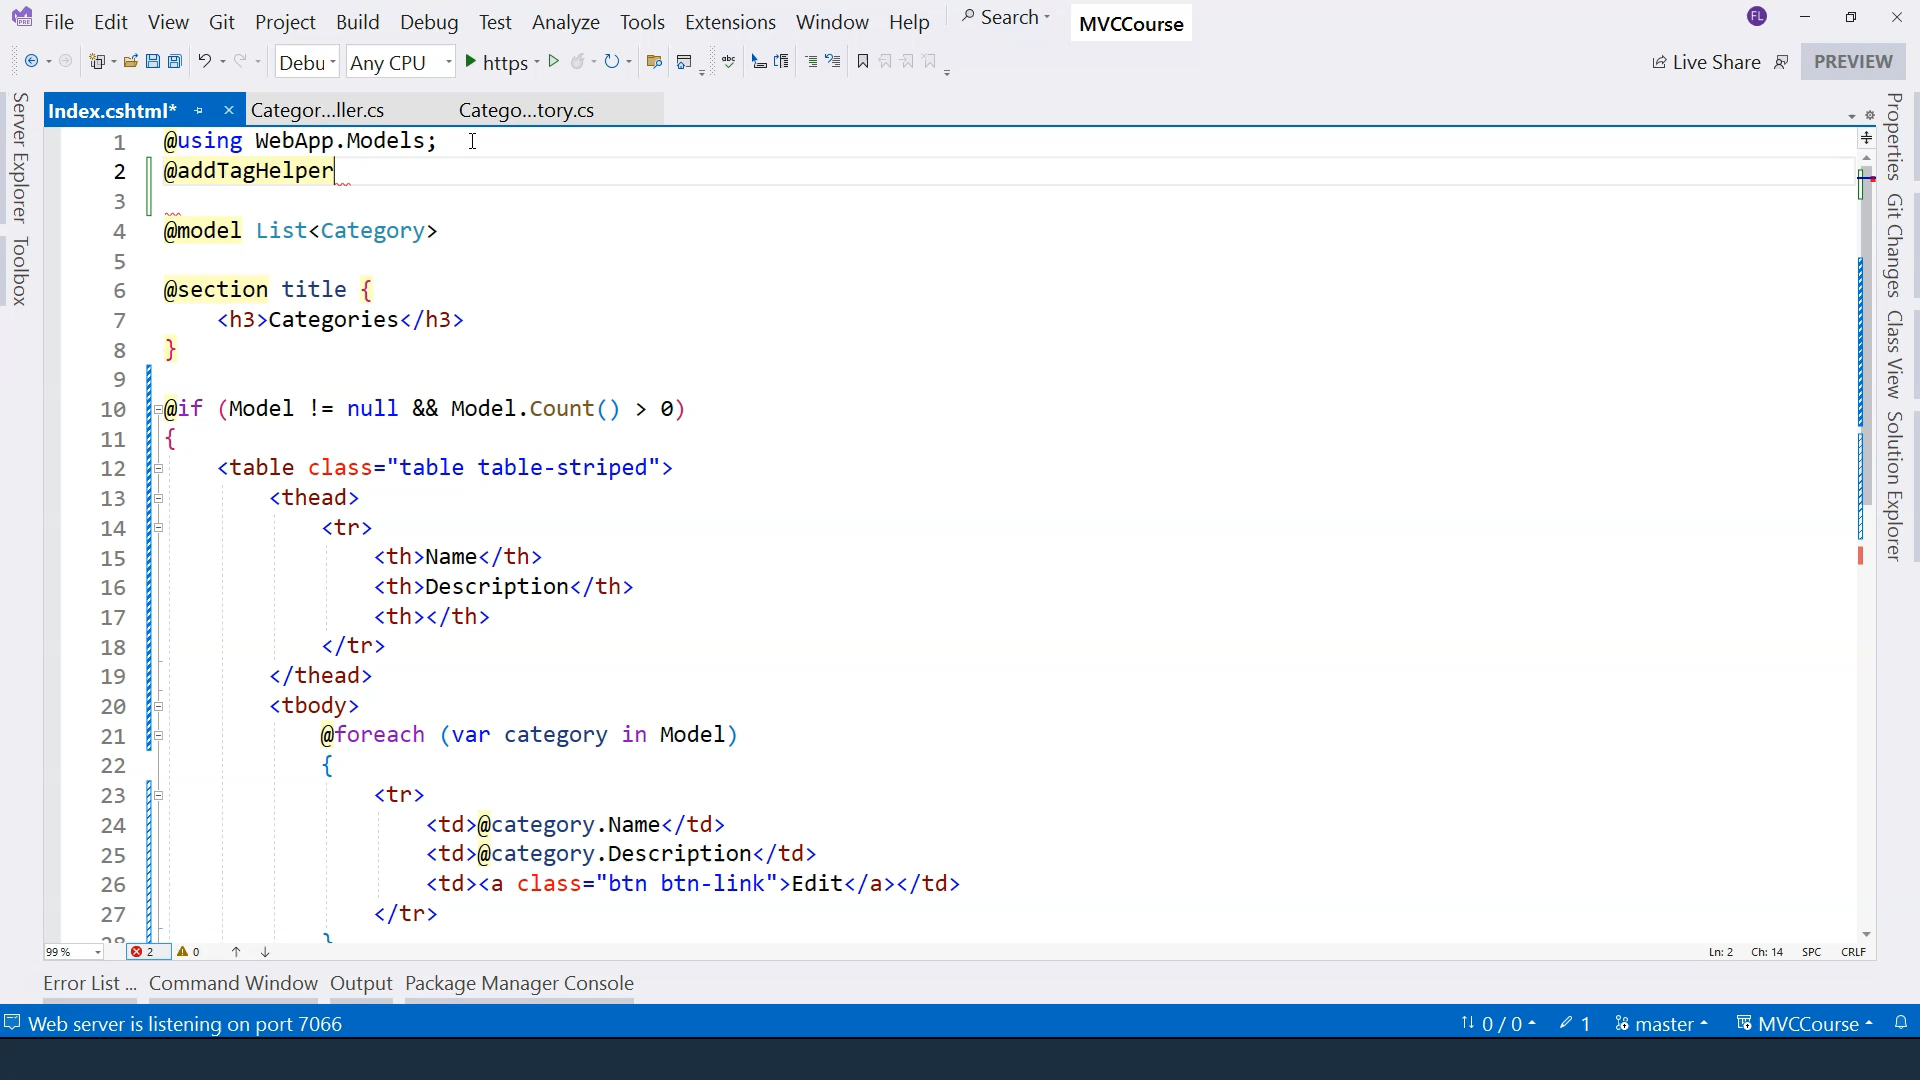 File Edit View Git Project Build Debug Test Analyze Tools Extensions Window Help Search MVCCourse FL
Debu Any CPU https abc Live Share PREVIEW
Index.cshtml* Categor...ller.cs Catego...tory.cs
Server Explorer
Toolbox
1 @using WebApp.Models;
2 @addTagHelper
3
4 @model List<Category>
5
6 @section title {
7 <h3>Categories</h3>
8 }
9
10 @if (Model != null && Model.Count() > 0)
11 {
12 <table class="table table-striped">
13 <thead>
14 <tr>
15 <th>Name</th>
16 <th>Description</th>
17 <th></th>
18 </tr>
19 </thead>
20 <tbody>
21 @foreach (var category in Model)
22 {
23 <tr>
24 <td>@category.Name</td>
25 <td>@category.Description</td>
26 <td><a class="btn btn-link">Edit</a></td>
27 </tr>
28 }
Properties
Git Changes
Class View
Solution Explorer
99 % 2 0 Ln: 2 Ch: 14 SPC CRLF
Error List ... Command Window Output Package Manager Console
Web server is listening on port 7066 0 / 0 1 master MVCCourse